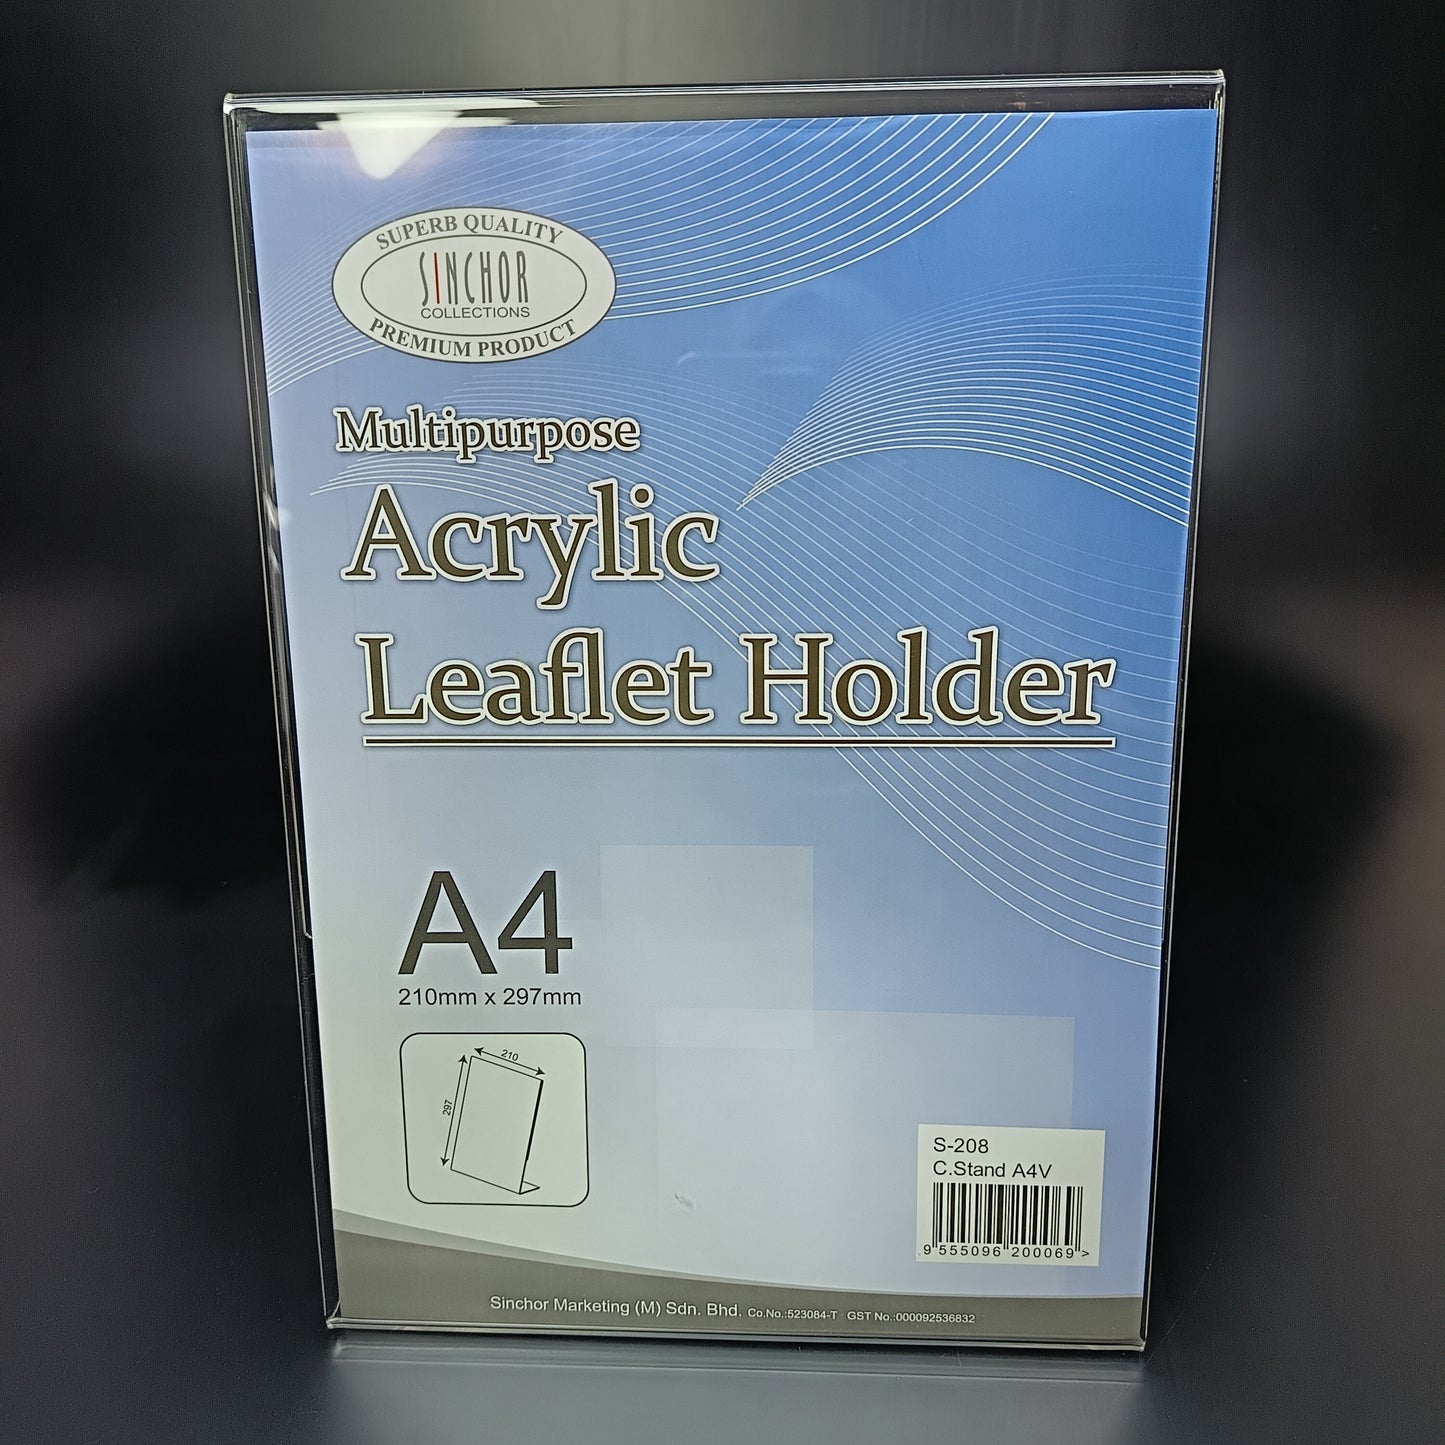 SUPERB QUALITY
SINCHOR
COLLECTIONS
PREMIUM PRODUCT
Multipurpose
Acrylic
Leaflet Holder
A4
210mm x 297mm
210
297
S-208
C.Stand A4V
9 555096 200069 >
Sinchor Marketing (M) Sdn. Bhd. Co.No.:523084-T GST No.:000092536832